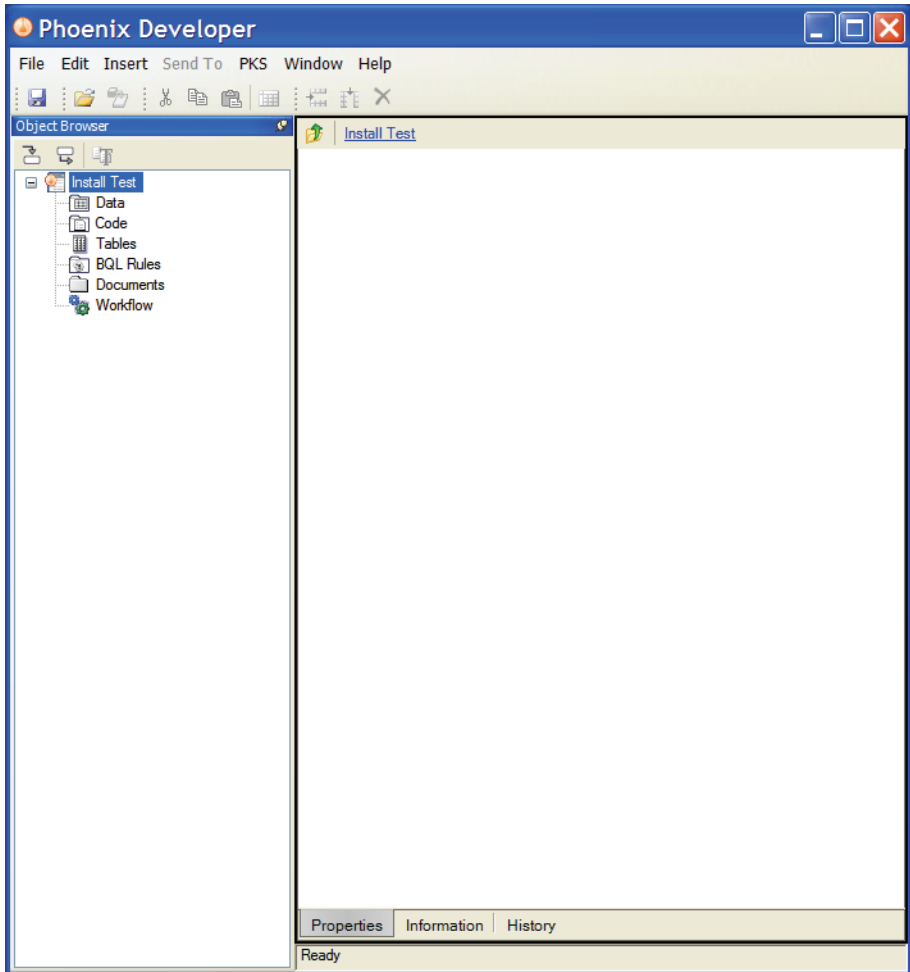 Phoenix Developer
File Edit Insert Send To PKS Window Help
Object Browser
Install Test
Install Test
Data
Code
Tables
BQL Rules
Documents
Workflow
Properties Information History
Ready